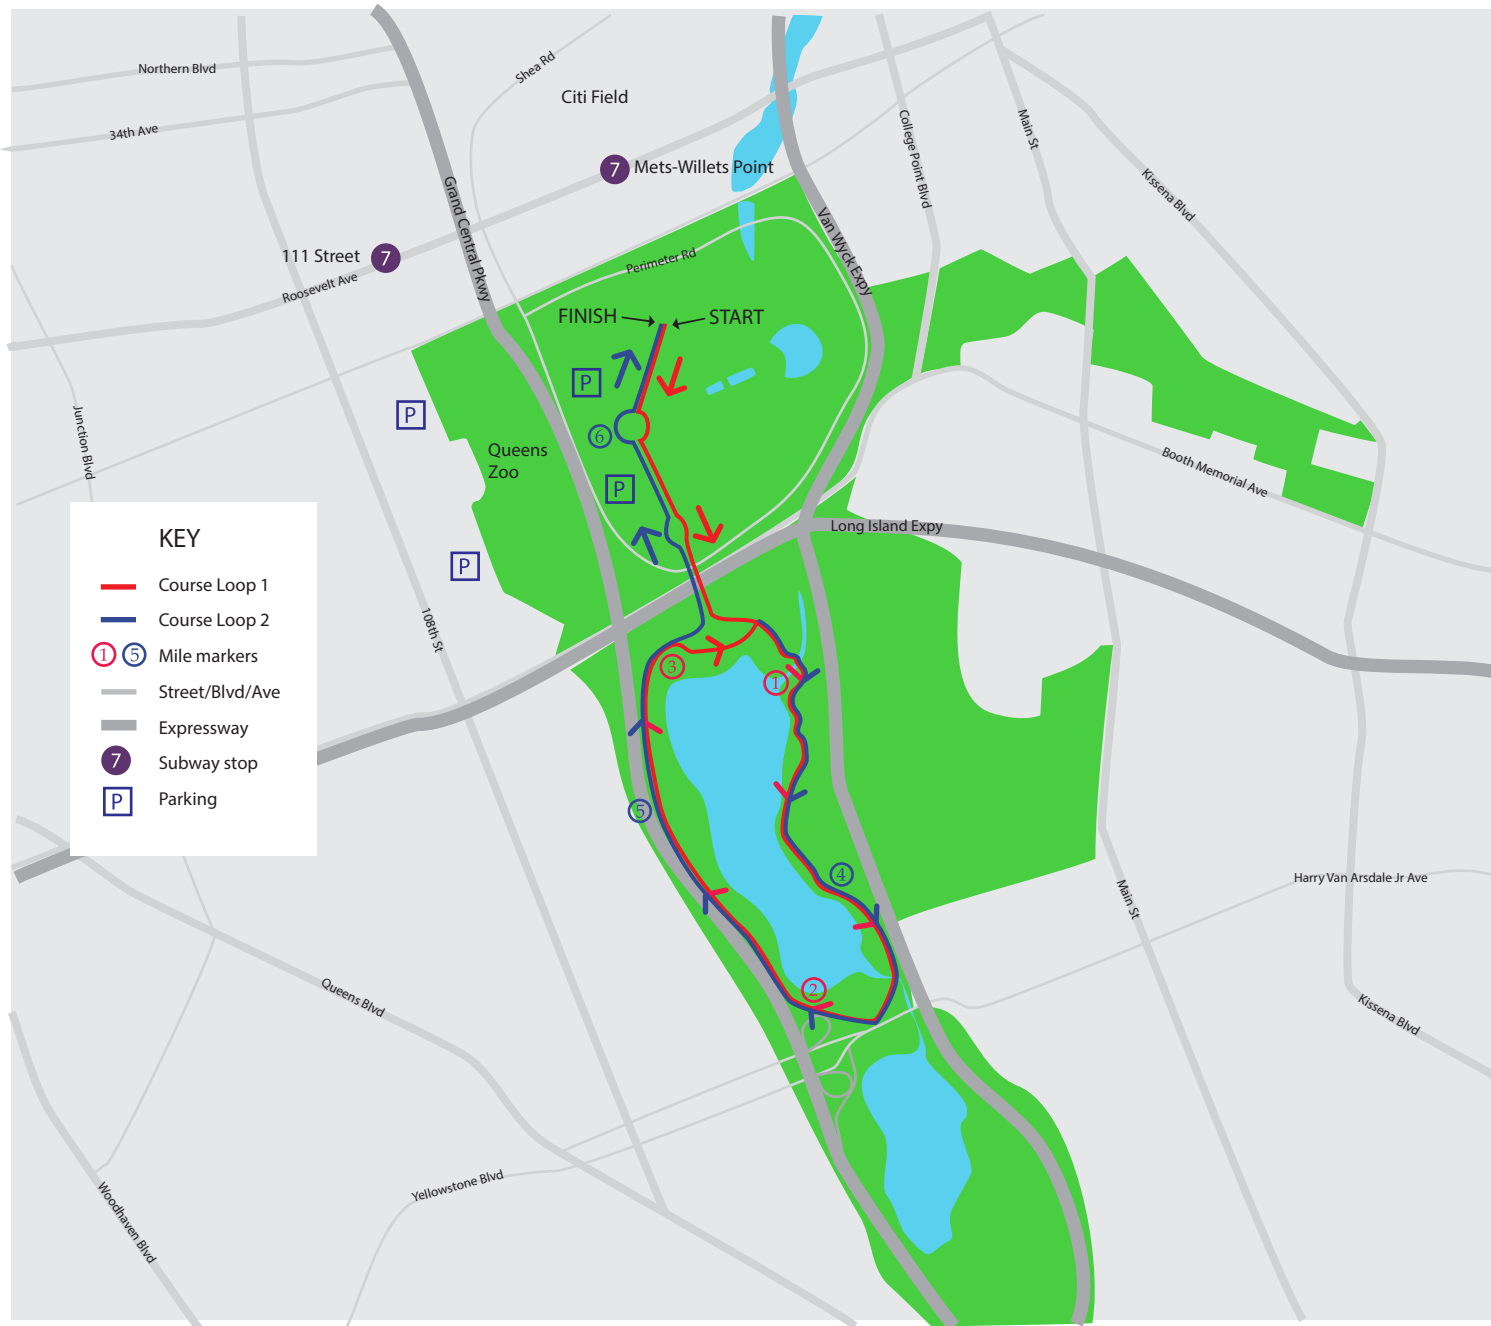 Northern Blvd
34th Ave
Shea Rd
Citi Field
7 Mets-Willets Point
111 Street 7
Roosevelt Ave
Grand Central Pkwy
Van Wyck Expy
College Point Blvd
Main St
Kissena Blvd
Perimeter Rd
FINISH
START
P
P
6
Queens
Zoo
P
P
Junction Blvd
108th St
Booth Memorial Ave
Long Island Expy
KEY
Course Loop 1
Course Loop 2
1 5 Mile markers
Street/Blvd/Ave
Expressway
7 Subway stop
P Parking
3
1
5
4
2
Harry Van Arsdale Jr Ave
Main St
Kissena Blvd
Queens Blvd
Yellowstone Blvd
Woodhaven Blvd